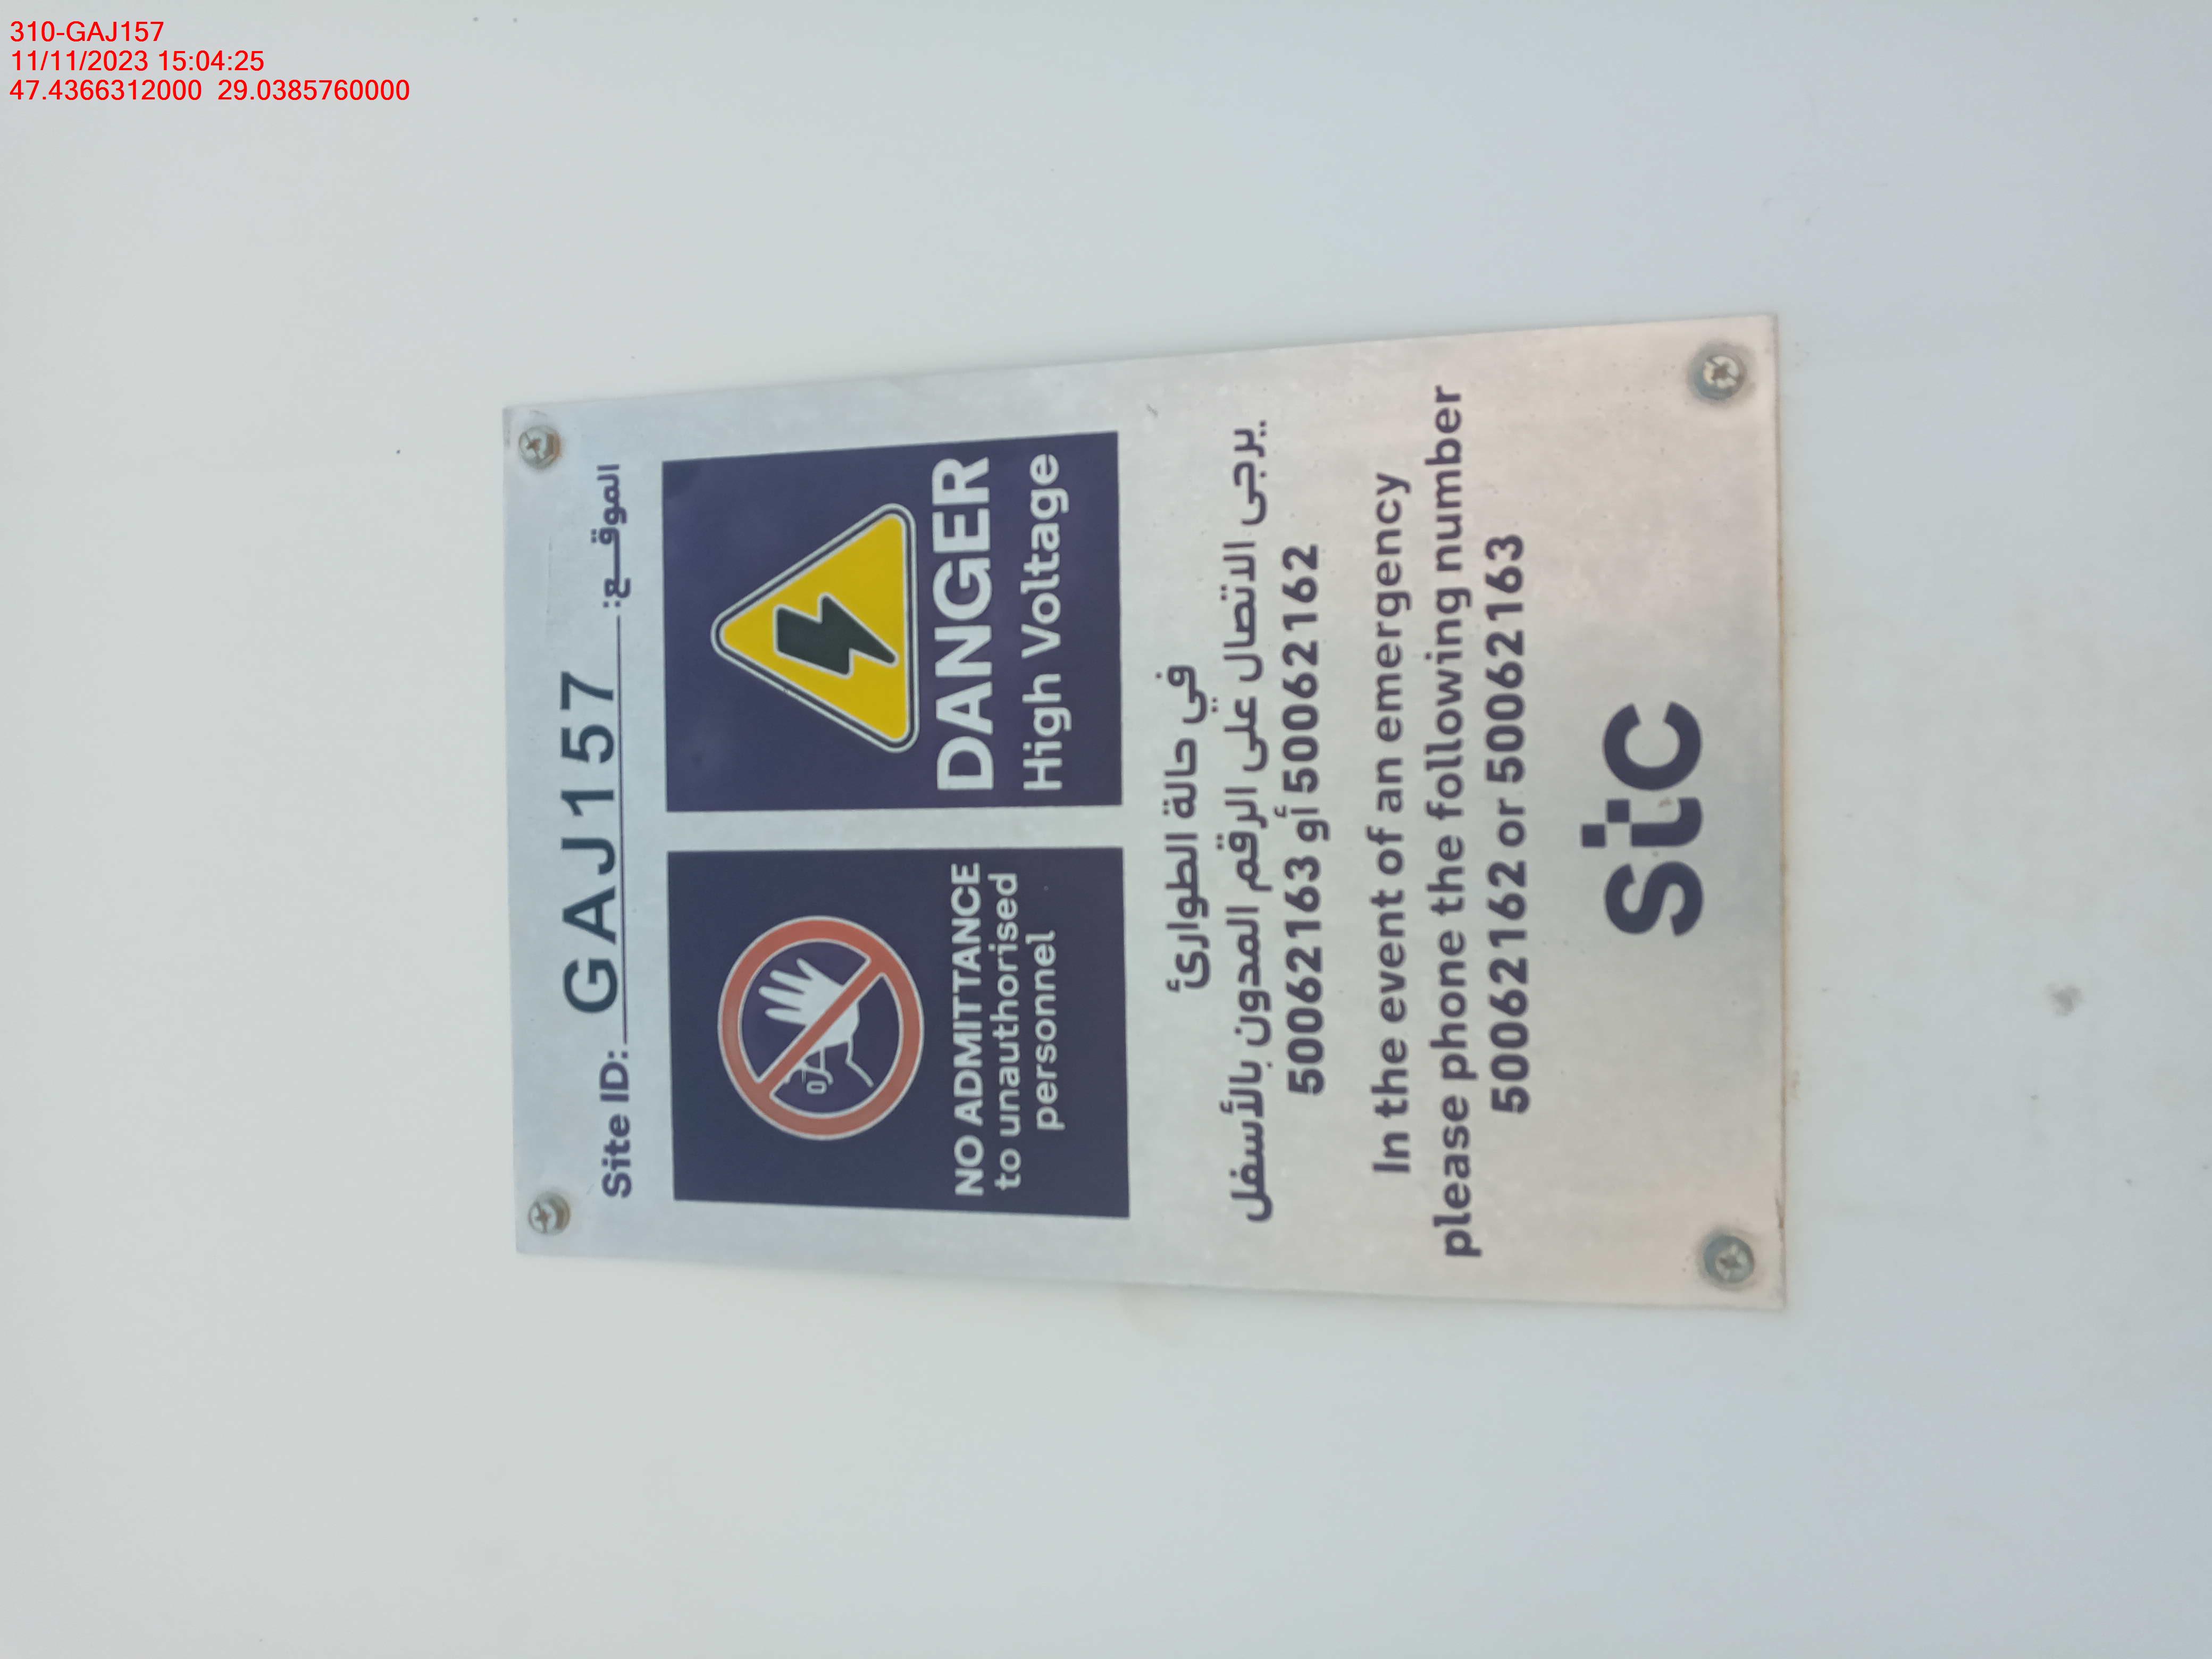 310-GAJ157
11/11/2023 15:04:25
47.4366312000 29.0385760000
Site ID: GAJ157 الموقــع:
NO ADMITTANCE
to unauthorised
personnel
DANGER
High Voltage
في حالة الطوارئ
يرجى الاتصال على الرقم المدون بالأسفل
50062163 أو 50062162
In the event of an emergency
please phone the following number
50062162 or 50062163
stc